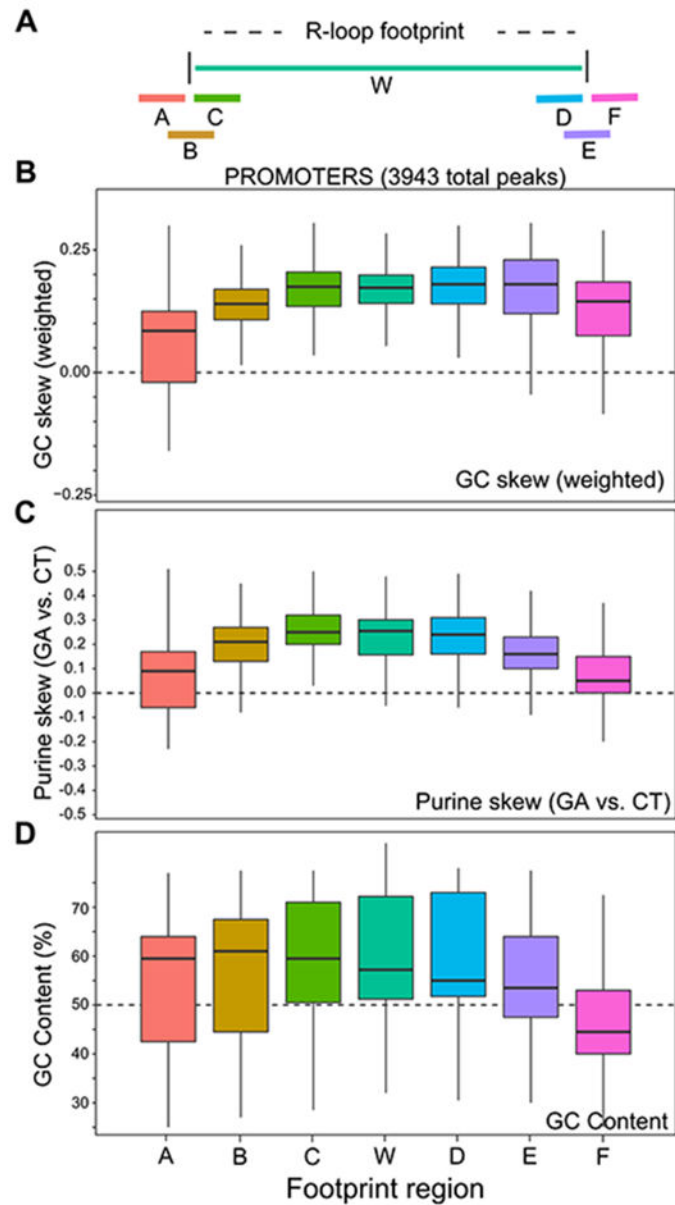 A
R-loop footprint
W
A
C
D
F
B
E
B
PROMOTERS (3943 total peaks)
GC skew (weighted)
0.25
0.00
−0.25
GC skew (weighted)
C
Purine skew (GA vs. CT)
0.5
0.4
0.3
0.2
0.1
0.0
-0.1
-0.2
-0.3
-0.4
-0.5
Purine skew (GA vs. CT)
D
GC Content (%)
70
60
50
40
30
GC Content
A B C W D E F
Footprint region